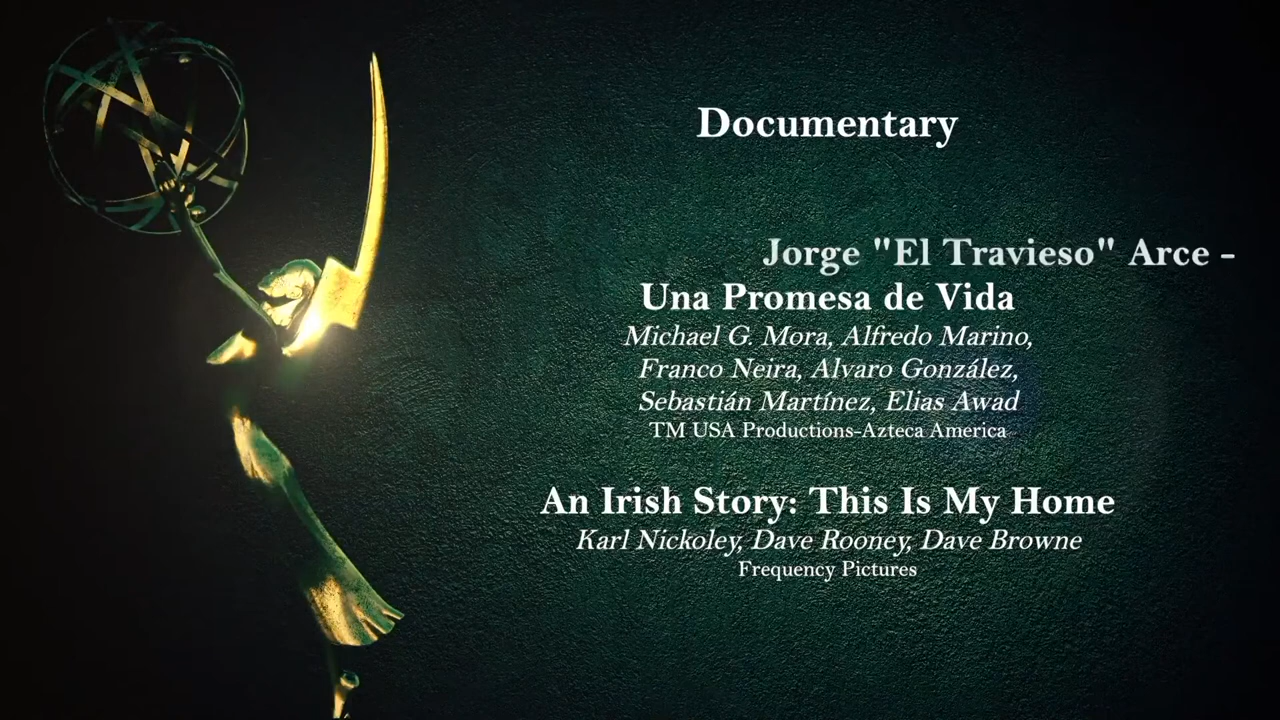 Documentary
Jorge "El Travieso" Arce -
Una Promesa de Vida
Michael G. Mora, Alfredo Marino,
Franco Neira, Alvaro González,
Sebastián Martínez, Elias Awad
TM USA Productions-Azteca America
An Irish Story: This Is My Home
Karl Nickoley, Dave Rooney, Dave Browne
Frequency Pictures